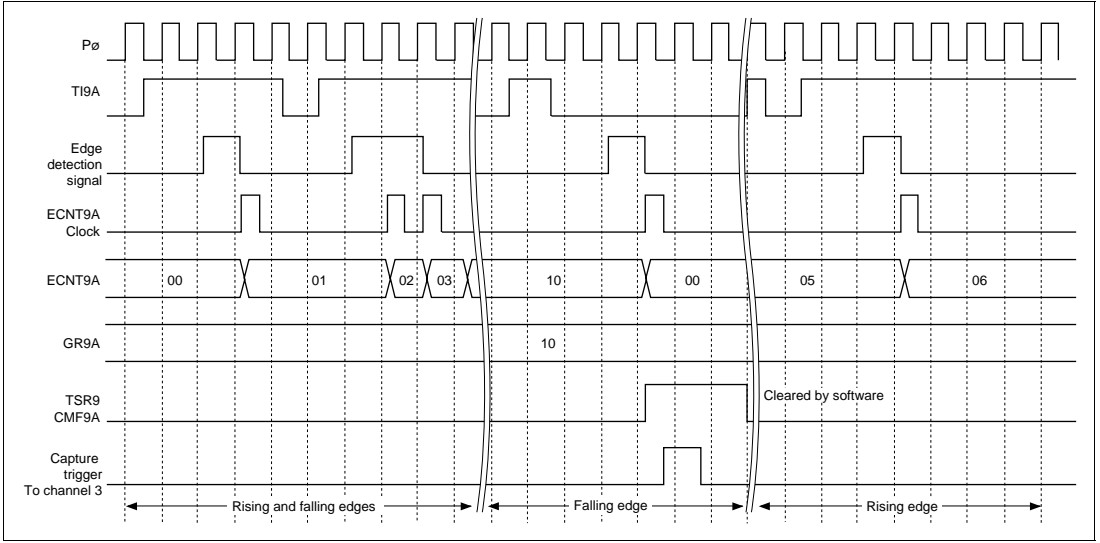 Pø
TI9A
Edge
detection
signal
ECNT9A
Clock
ECNT9A
00
01
02
03
10
00
05
06
GR9A
10
TSR9
CMF9A
Cleared by software
Capture
trigger
To channel 3
Rising and falling edges
Falling edge
Rising edge